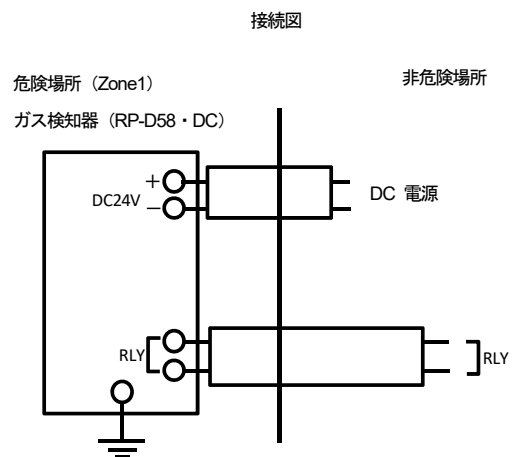 接続図
危険場所（Zone1）
非危険場所
ガス検知器（RP-D58・DC）
＋
DC24V
－
DC 電源
RLY
RLY